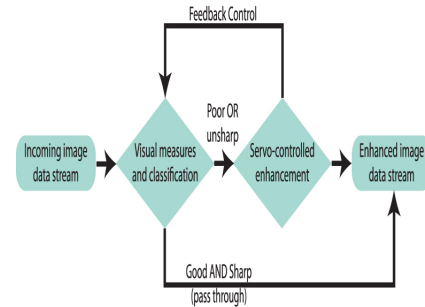 Feedback Control
Poor OR
unsharp
Incoming image
data stream
Visual measures
and classification
Servo-controlled
enhancement
Enhanced image
data stream
Good AND Sharp
(pass through)